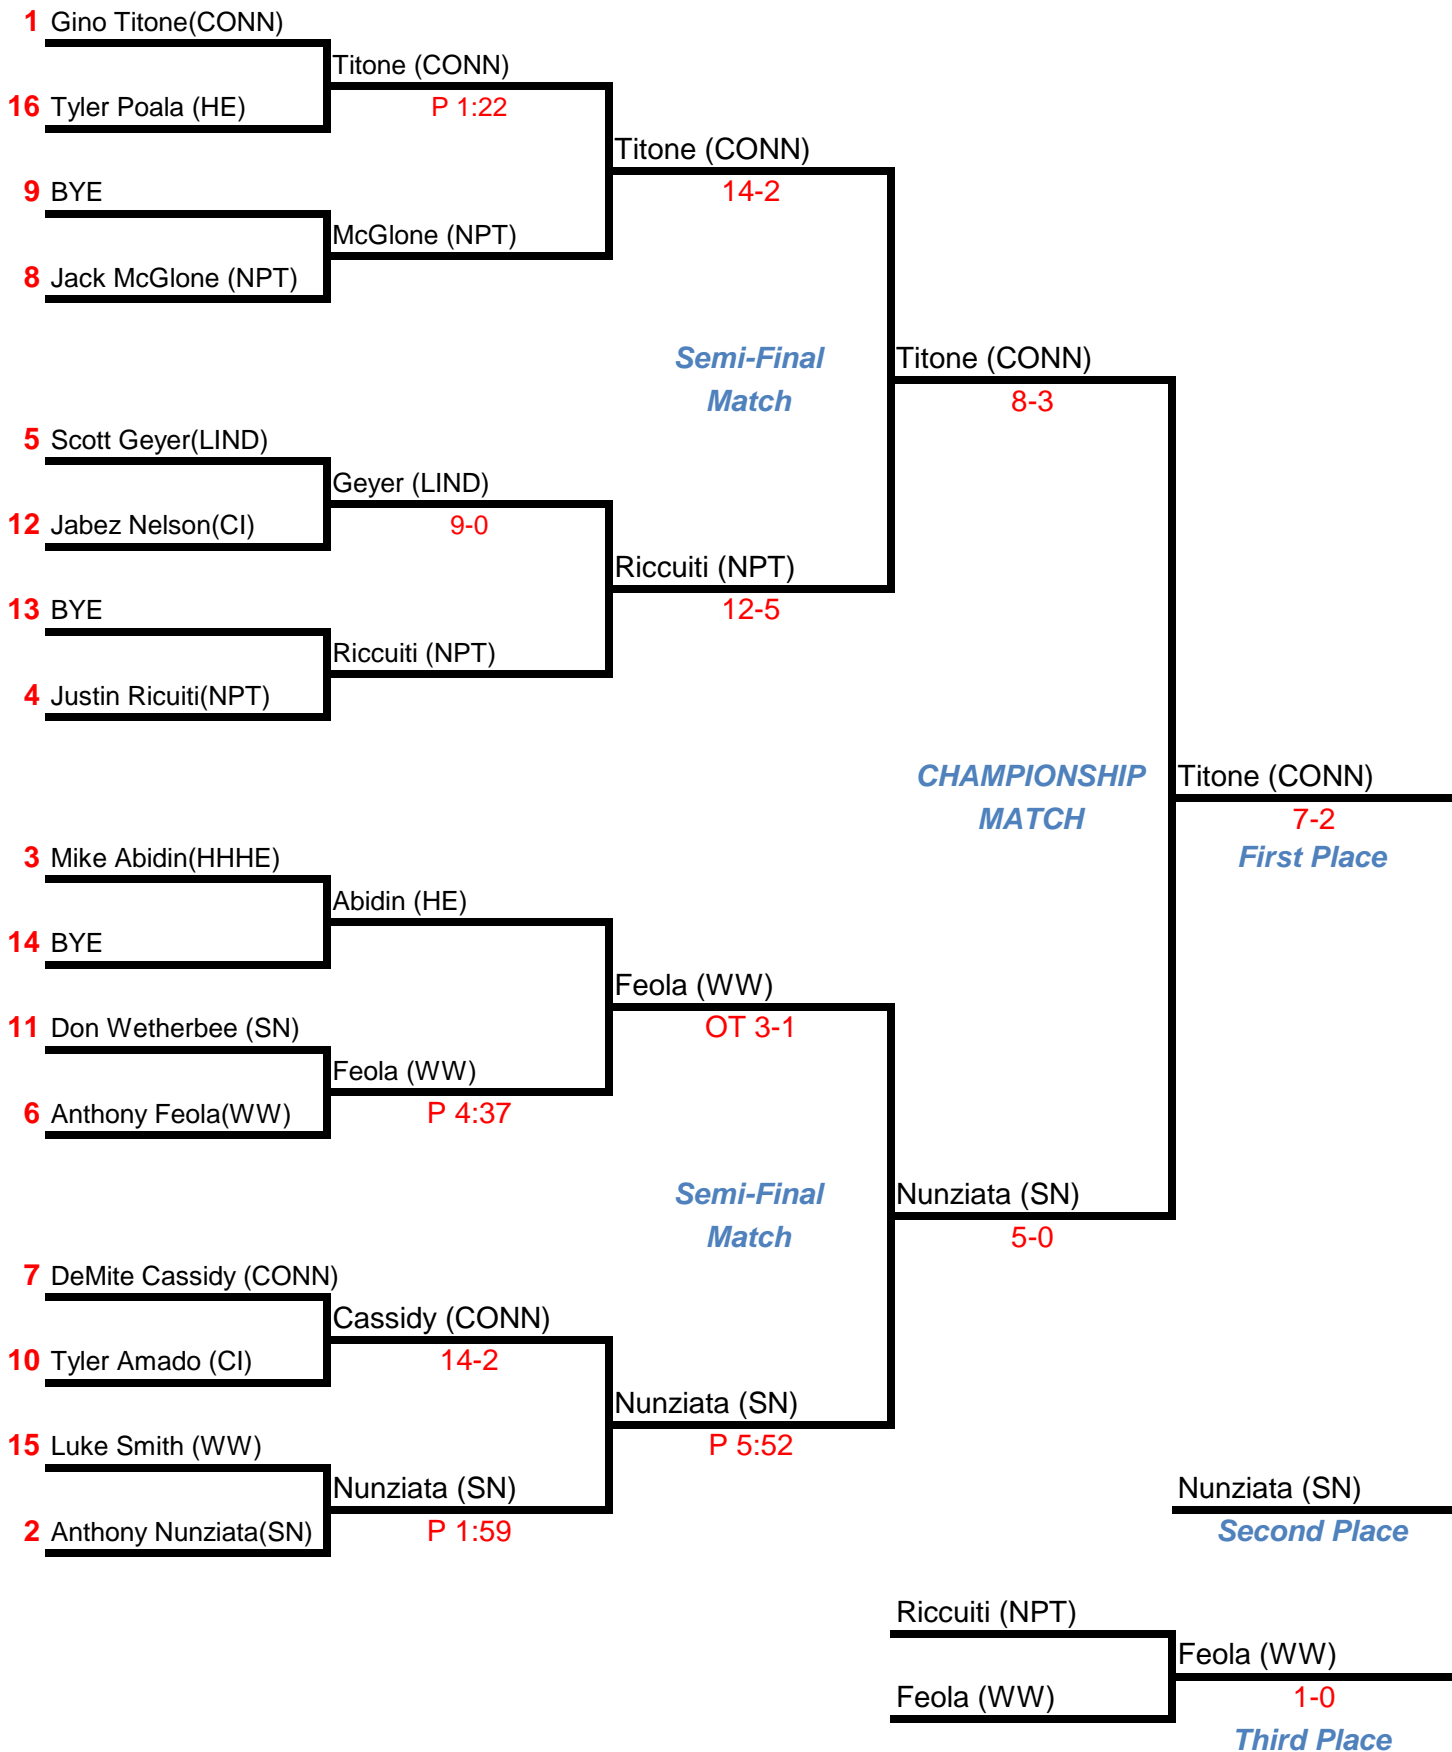 1 Gino Titone(CONN)
Titone (CONN)
16 Tyler Poala (HE)
P 1:22
Titone (CONN)
14-2
9 BYE
McGlone (NPT)
8 Jack McGlone (NPT)
Semi-Final
Match
Titone (CONN)
8-3
5 Scott Geyer(LIND)
Geyer (LIND)
12 Jabez Nelson(CI)
9-0
Riccuiti (NPT)
12-5
13 BYE
Riccuiti (NPT)
4 Justin Ricuiti(NPT)
CHAMPIONSHIP
MATCH
Titone (CONN)
7-2
First Place
3 Mike Abidin(HHHE)
Abidin (HE)
14 BYE
Feola (WW)
OT 3-1
11 Don Wetherbee (SN)
Feola (WW)
6 Anthony Feola(WW)
P 4:37
Semi-Final
Match
Nunziata (SN)
5-0
7 DeMite Cassidy (CONN)
Cassidy (CONN)
10 Tyler Amado (CI)
14-2
Nunziata (SN)
P 5:52
15 Luke Smith (WW)
Nunziata (SN)
2 Anthony Nunziata(SN)
P 1:59
Nunziata (SN)
Second Place
Riccuiti (NPT)
Feola (WW)
Feola (WW)
1-0
Third Place